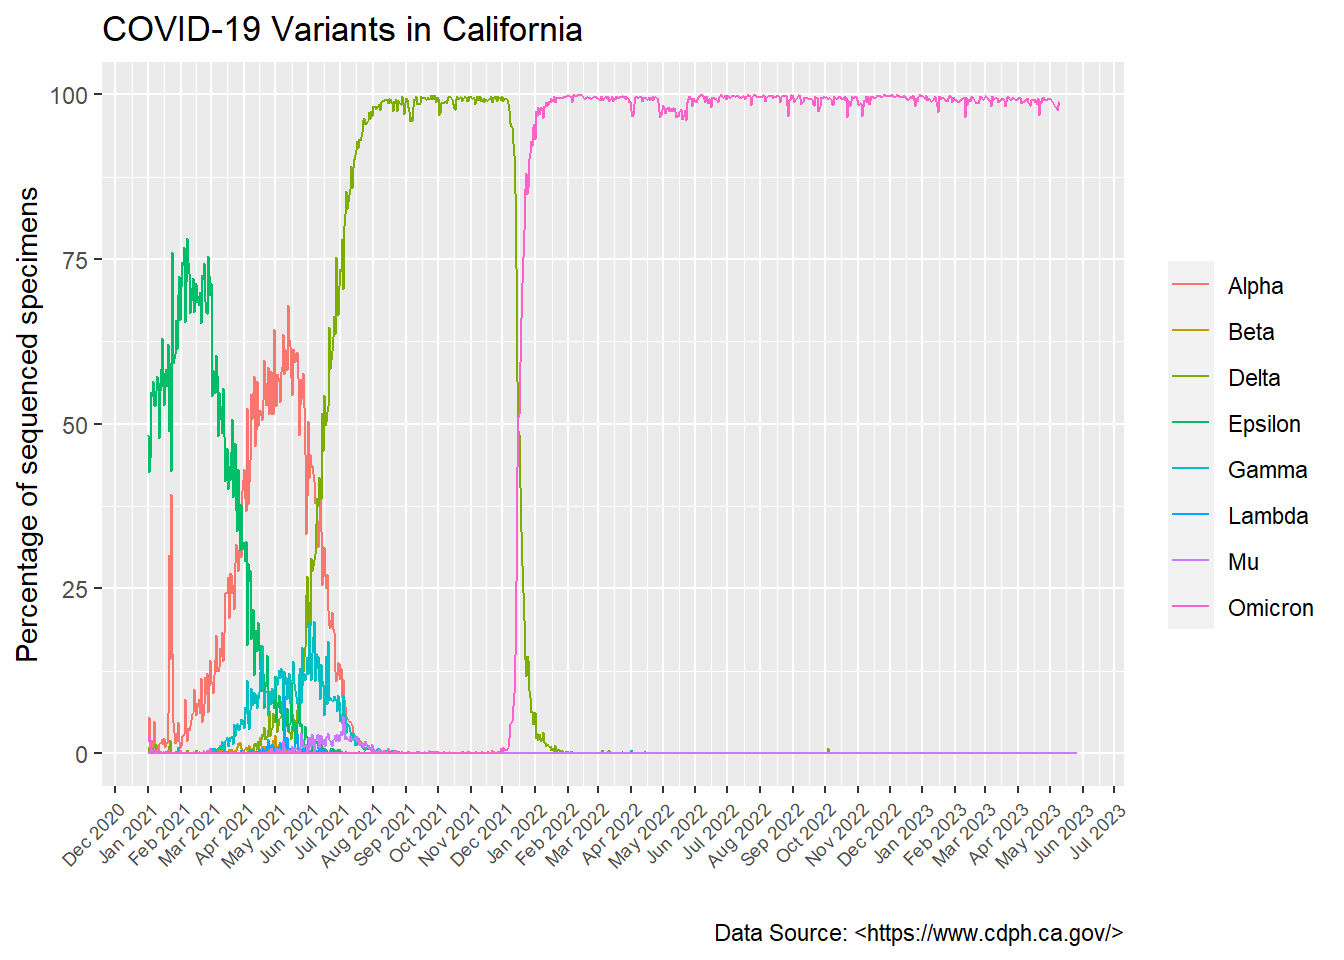 COVID-19 Variants in California
Percentage of sequenced specimens
100
75
50
25
0
Dec 2020
Jan 2021
Feb 2021
Mar 2021
Apr 2021
May 2021
Jun 2021
Jul 2021
Aug 2021
Sep 2021
Oct 2021
Nov 2021
Dec 2021
Jan 2022
Feb 2022
Mar 2022
Apr 2022
May 2022
Jun 2022
Jul 2022
Aug 2022
Sep 2022
Oct 2022
Nov 2022
Dec 2022
Jan 2023
Feb 2023
Mar 2023
Apr 2023
May 2023
Jun 2023
Jul 2023
Alpha
Beta
Delta
Epsilon
Gamma
Lambda
Mu
Omicron
Data Source: <https://www.cdph.ca.gov/>